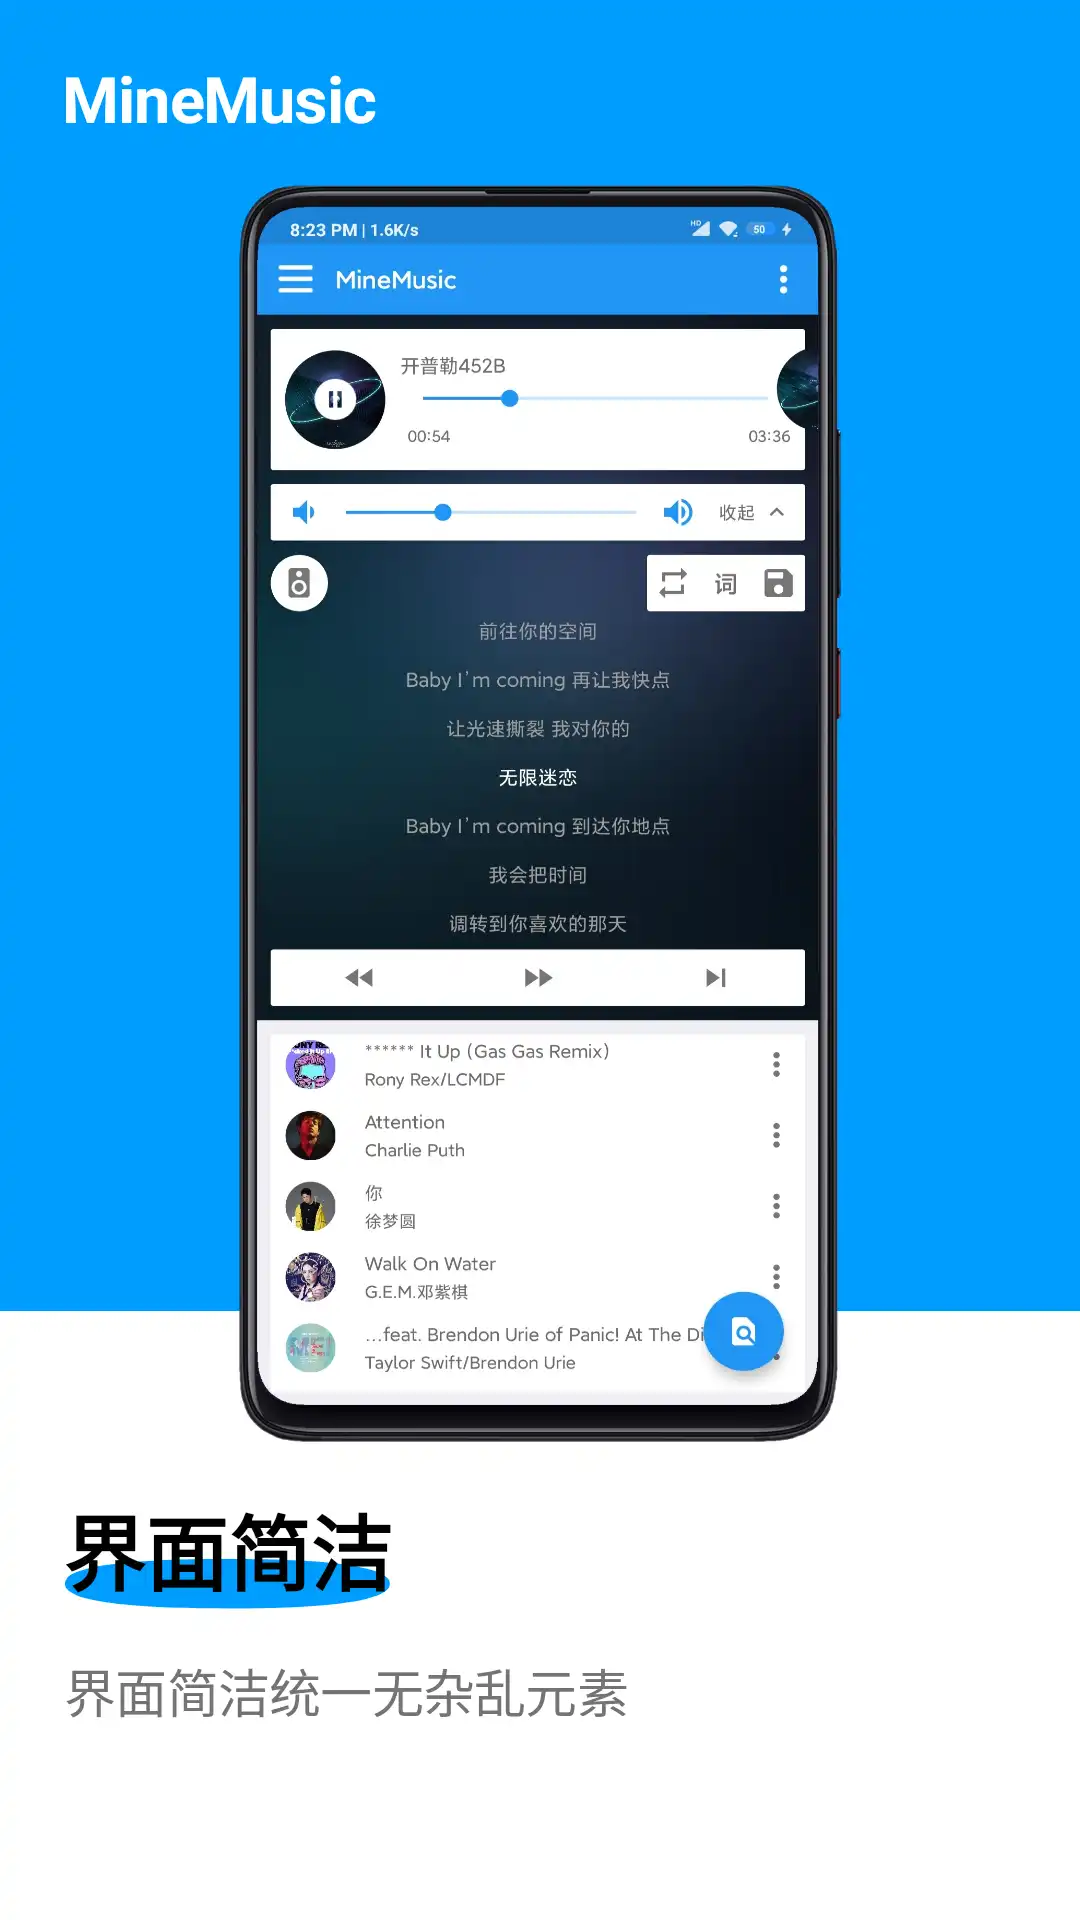 MineMusic
8:23 PM | 1.6K/s
HD
50
MineMusic
开普勒452B
00:54
03:36
收起
词
前往你的空间
Baby I'm coming 再让我快点
让光速撕裂 我对你的
无限迷恋
Baby I'm coming 到达你地点
我会把时间
调转到你喜欢的那天
****** It Up (Gas Gas Remix)
Rony Rex/LCMDF
Attention
Charlie Puth
你
徐梦圆
Walk On Water
G.E.M.邓紫棋
...feat. Brendon Urie of Panic! At The Di
Taylor Swift/Brendon Urie
界面简洁
界面简洁统一无杂乱元素